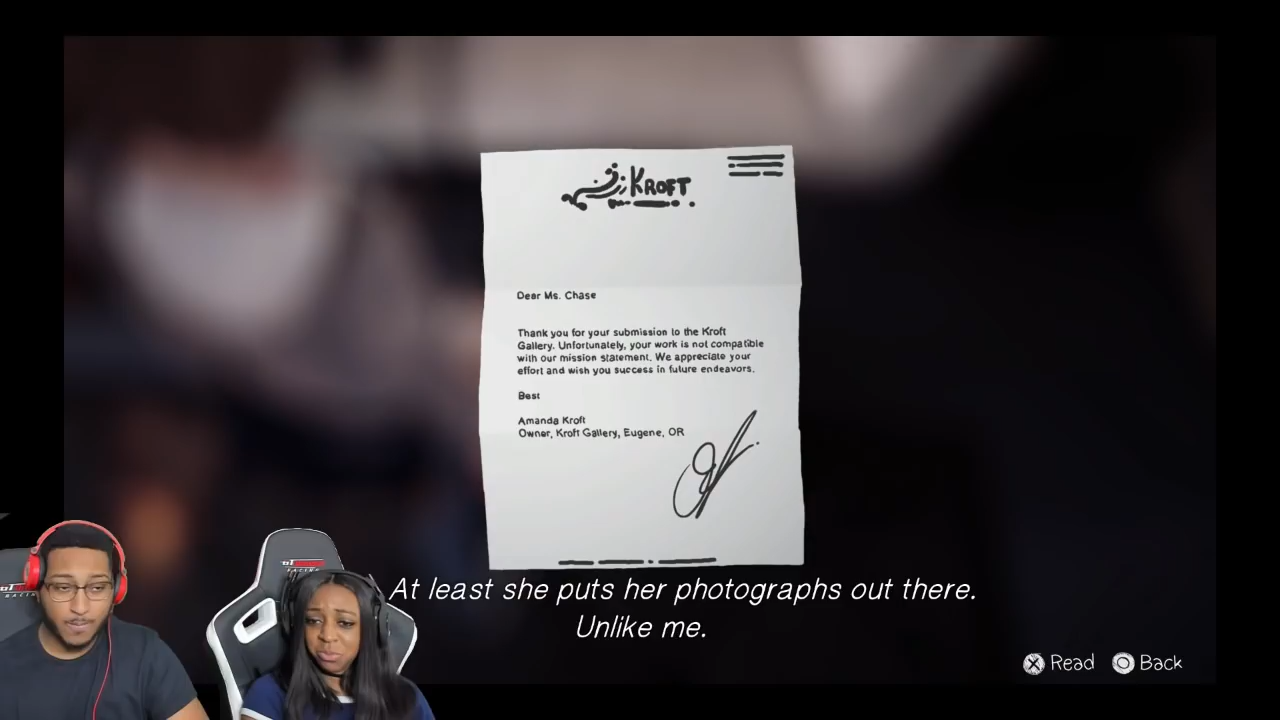 KROFT
Dear Ms. Chase
Thank you for your submission to the Kroft
Gallery. Unfortunately, your work is not compatible
with our mission statement. We appreciate your
effort and wish you success in future endeavors.
Best
Amanda Kroft
Owner, Kroft Gallery, Eugene, OR
At least she puts her photographs out there.
Unlike me.
Read
Back